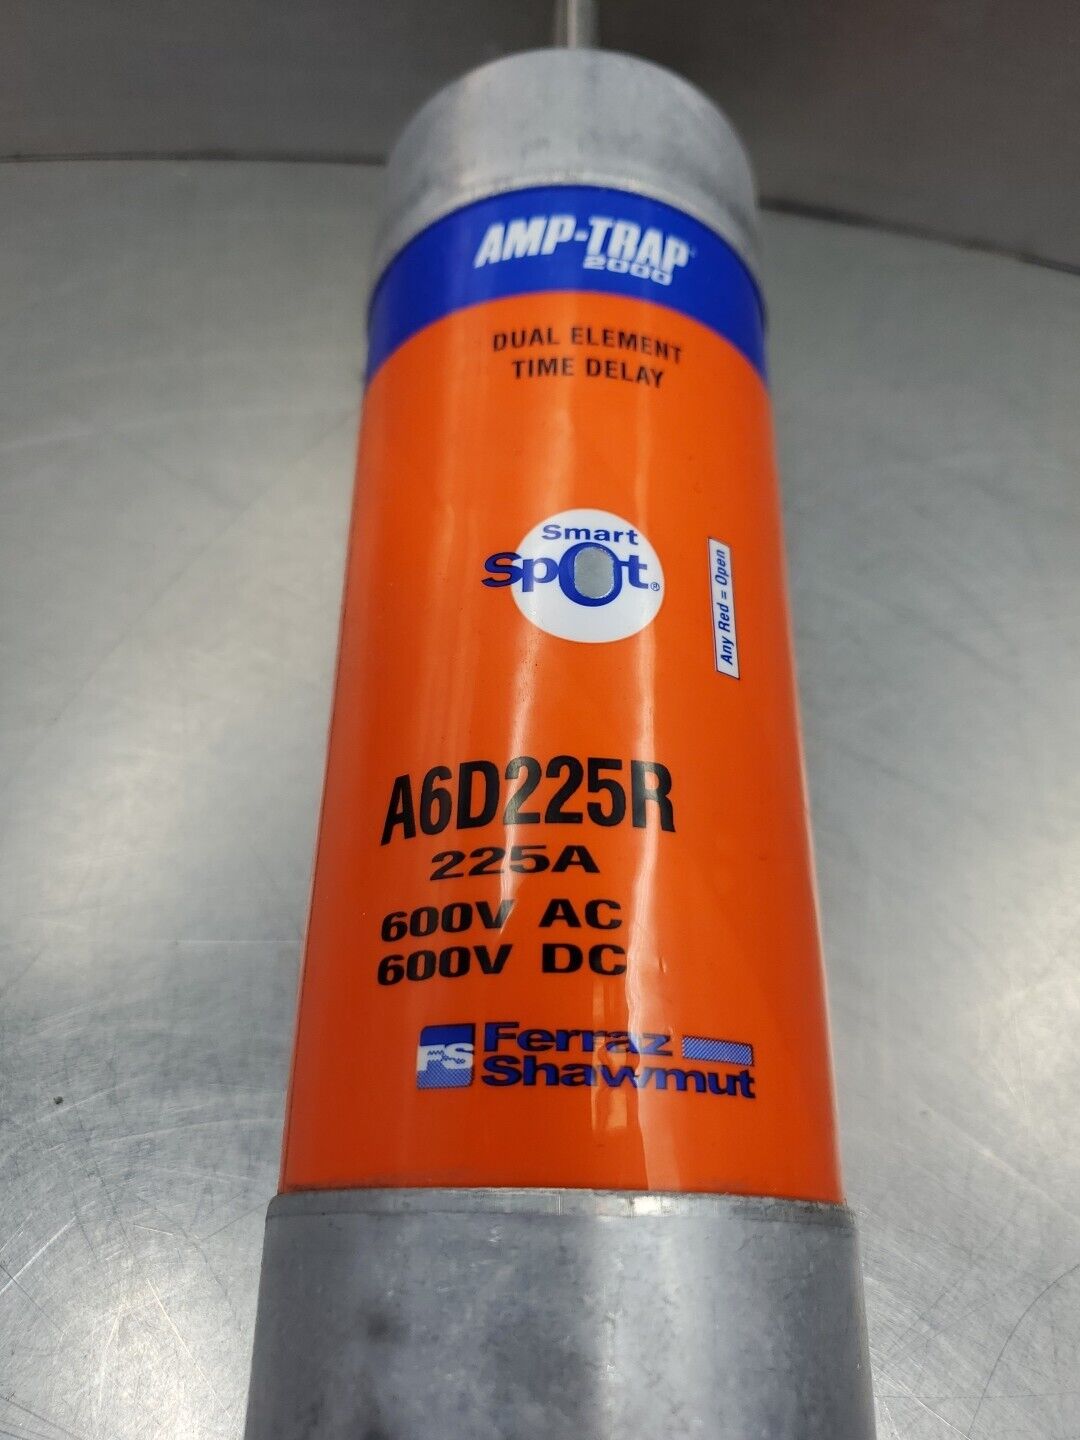 AMP-TRAP®
2000
DUAL ELEMENT
TIME DELAY
Smart
Spot®
Any Red = Open
A6D225R
225A
600V AC
600V DC
FS
Ferraz
Shawmut